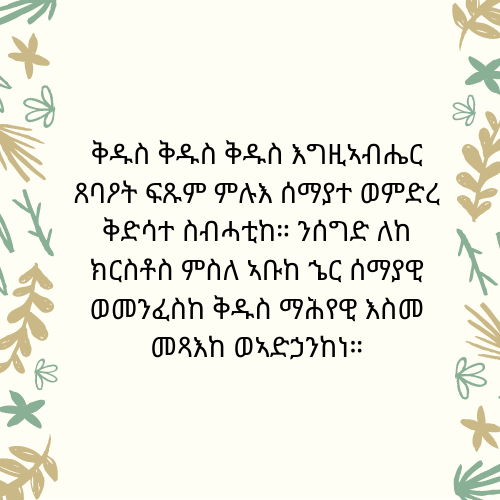 ቅዱስ ቅዱስ ቅዱስ እግዚኣብሔር
ጸባዖት ፍጹም ምሉእ ሰማያተ ወምድረ
ቅድሳተ ስብሓቲከ። ንሰግድ ለከ
ክርስቶስ ምስለ ኣቡከ ኄር ሰማያዊ
ወመንፈስከ ቅዱስ ማሕየዊ እስመ
መጻእከ ወኣድኃንከነ።